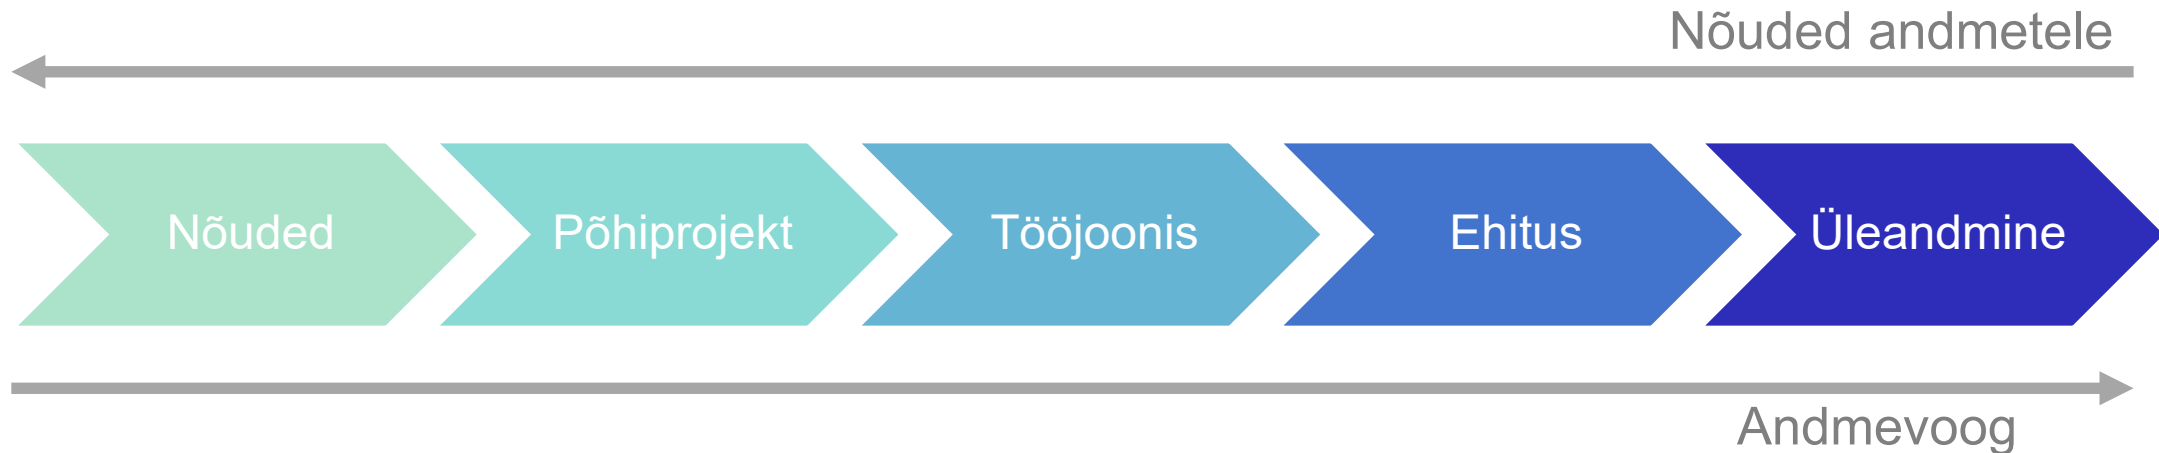 Nõuded andmetele
Nõuded
Põhiprojekt
Tööjoonis
Ehitus
Üleandmine
Andmevoog